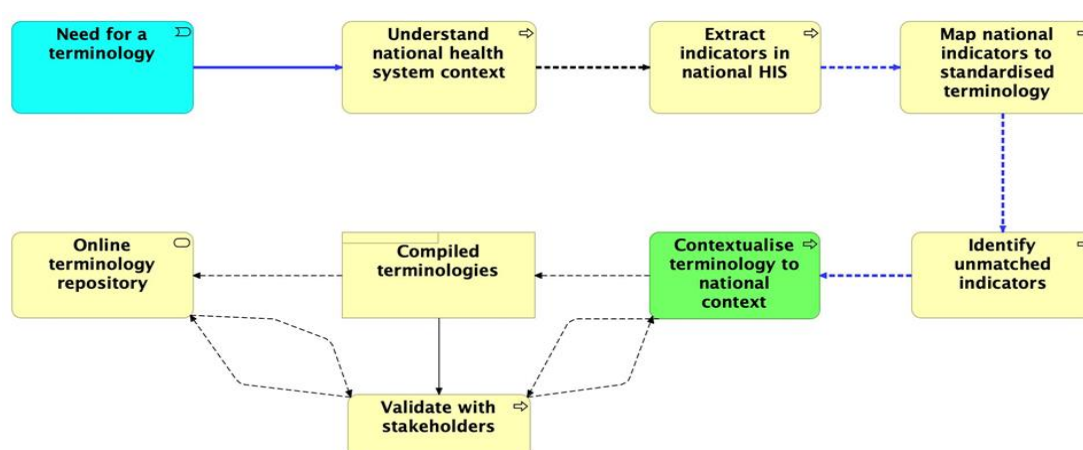 Need for a
terminology
Understand
national health
system context
Extract
indicators in
national HIS
Map national
indicators to
standardised
terminology
Online
terminology
repository
Compiled
terminologies
Contextualise
terminology to
national
context
Identify
unmatched
indicators
Validate with
stakeholders